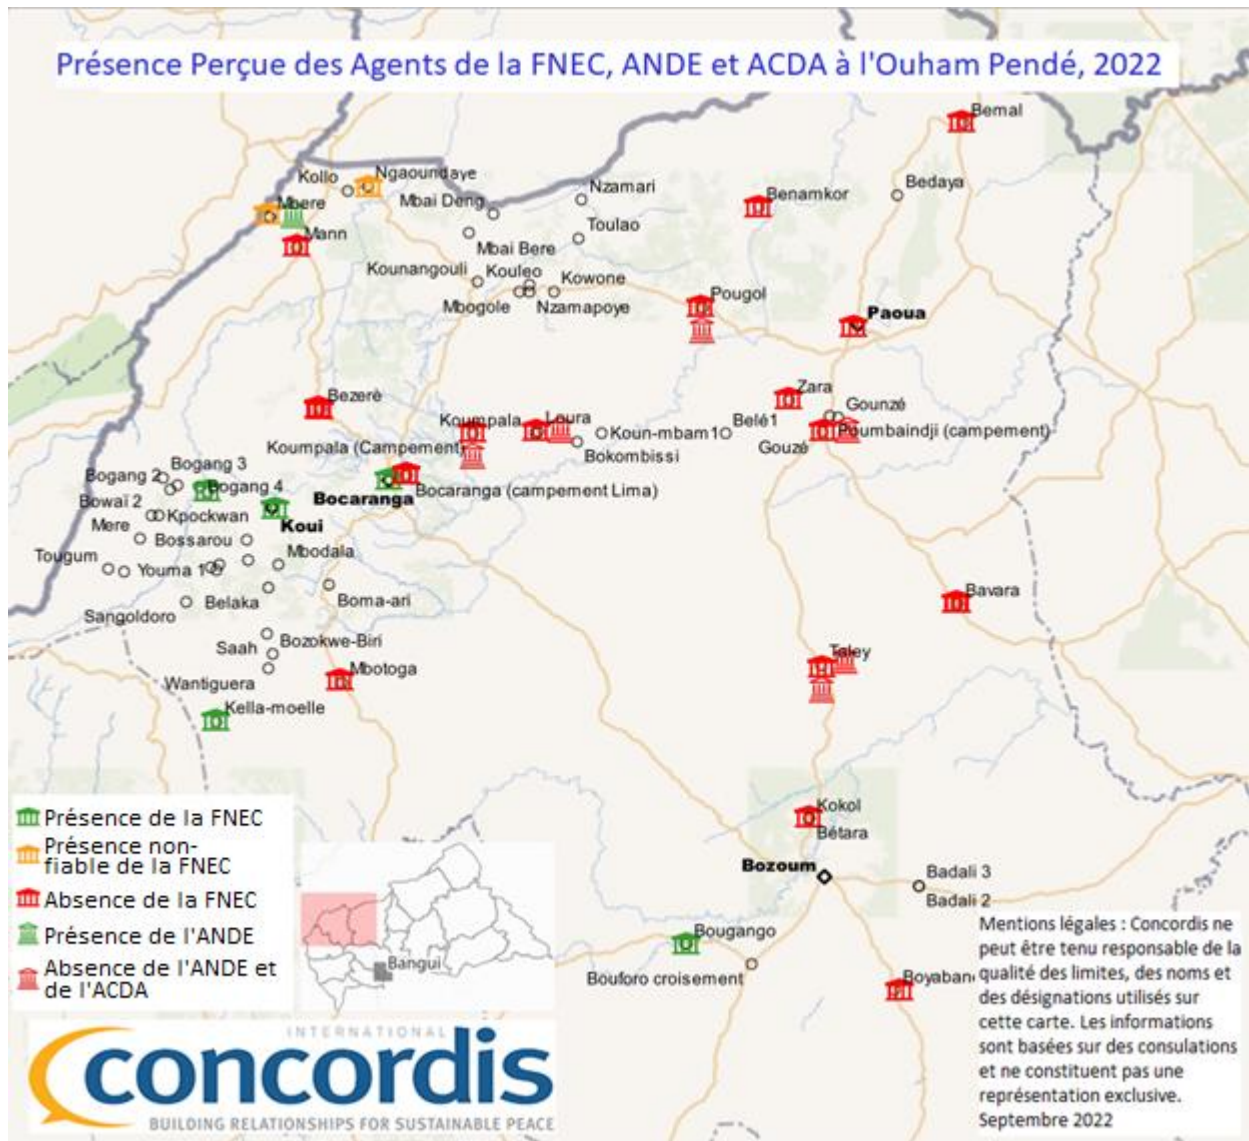 Présence Perçue des Agents de la FNEC, ANDE et ACDA à l'Ouham Pendé, 2022
Bemal
Kollo
Ngaoundaye
Nzamari
Benamkor
Bedaya
Mbere
Mbai Deng
Mann
Mbai Bere
Toulao
Kounangouli
Kouleo
Kowone
Mbogole
Nzamapoye
Pougol
Paoua
Bezerè
Zara
Gounzé
Koumpala
Loura
Koun-mbam1
Belé1
Poumbaindji (campement)
Koumpala (Campement)
Bokombissi
Gouzé
Bogang 3
Bogang 2
Bogang 4
Bocaranga (campement Lima)
Bocaranga
Bowaï 2
Kpockwan
Koui
Mere
Bossarou
Mbodala
Tougum
Youma 1
Belaka
Boma-ari
Bavara
Sangoldoro
Saah
Bozokwe-Biri
Taley
Wantiguera
Mbotoga
Kella-moelle
Kokol
Bétara
Bozoum
Badali 3
Badali 2
Bougango
Bouforo croisement
Boyaban
Présence de la FNEC
Présence non-
fiable de la FNEC
Absence de la FNEC
Présence de l'ANDE
Absence de l'ANDE et
de l'ACDA
Bangui
Mentions légales : Concordis ne
peut être tenu responsable de la
qualité des limites, des noms et
des désignations utilisés sur
cette carte. Les informations
sont basées sur des consulations
et ne constituent pas une
représentation exclusive.
Septembre 2022
INTERNATIONAL
concordis
BUILDING RELATIONSHIPS FOR SUSTAINABLE PEACE